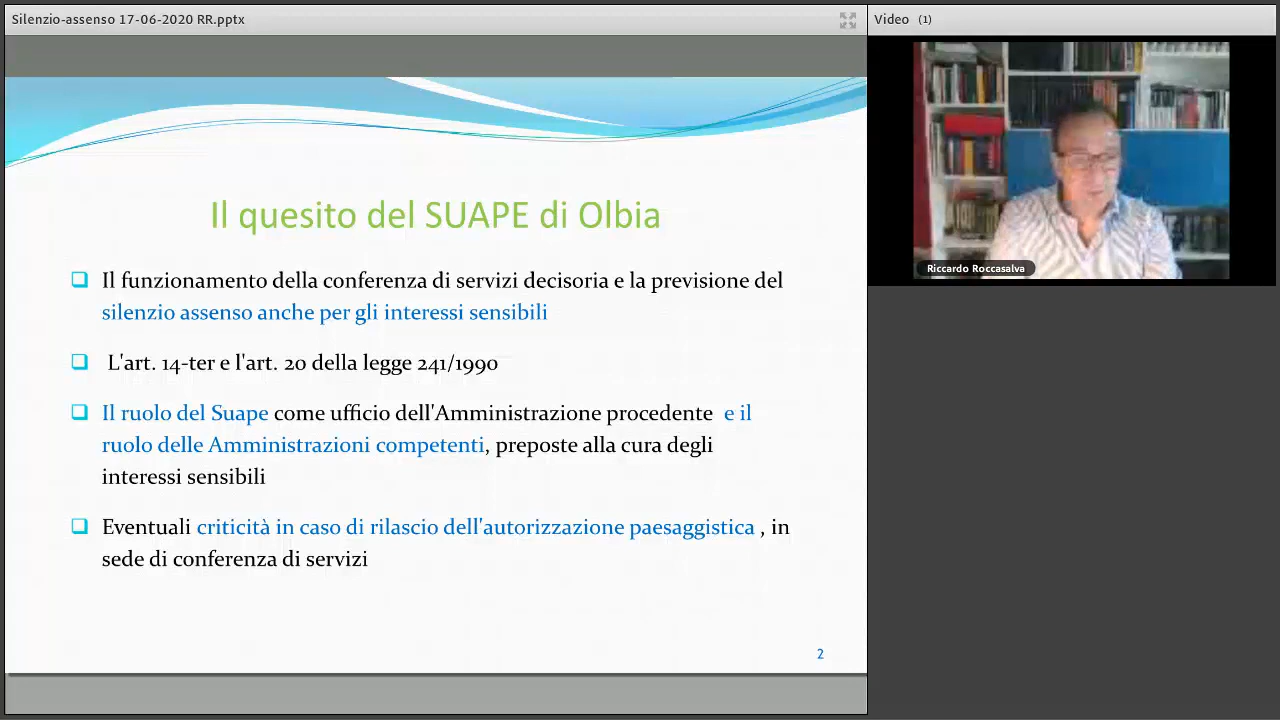 Silenzio-assenso 17-06-2020 RR.pptx
Video (1)
Il quesito del SUAPE di Olbia
Il funzionamento della conferenza di servizi decisoria e la previsione del
silenzio assenso anche per gli interessi sensibili
L'art. 14-ter e l'art. 20 della legge 241/1990
Il ruolo del Suape come ufficio dell'Amministrazione procedente e il
ruolo delle Amministrazioni competenti, preposte alla cura degli
interessi sensibili
Eventuali criticità in caso di rilascio dell'autorizzazione paesaggistica , in
sede di conferenza di servizi
2
Riccardo Roccasalva